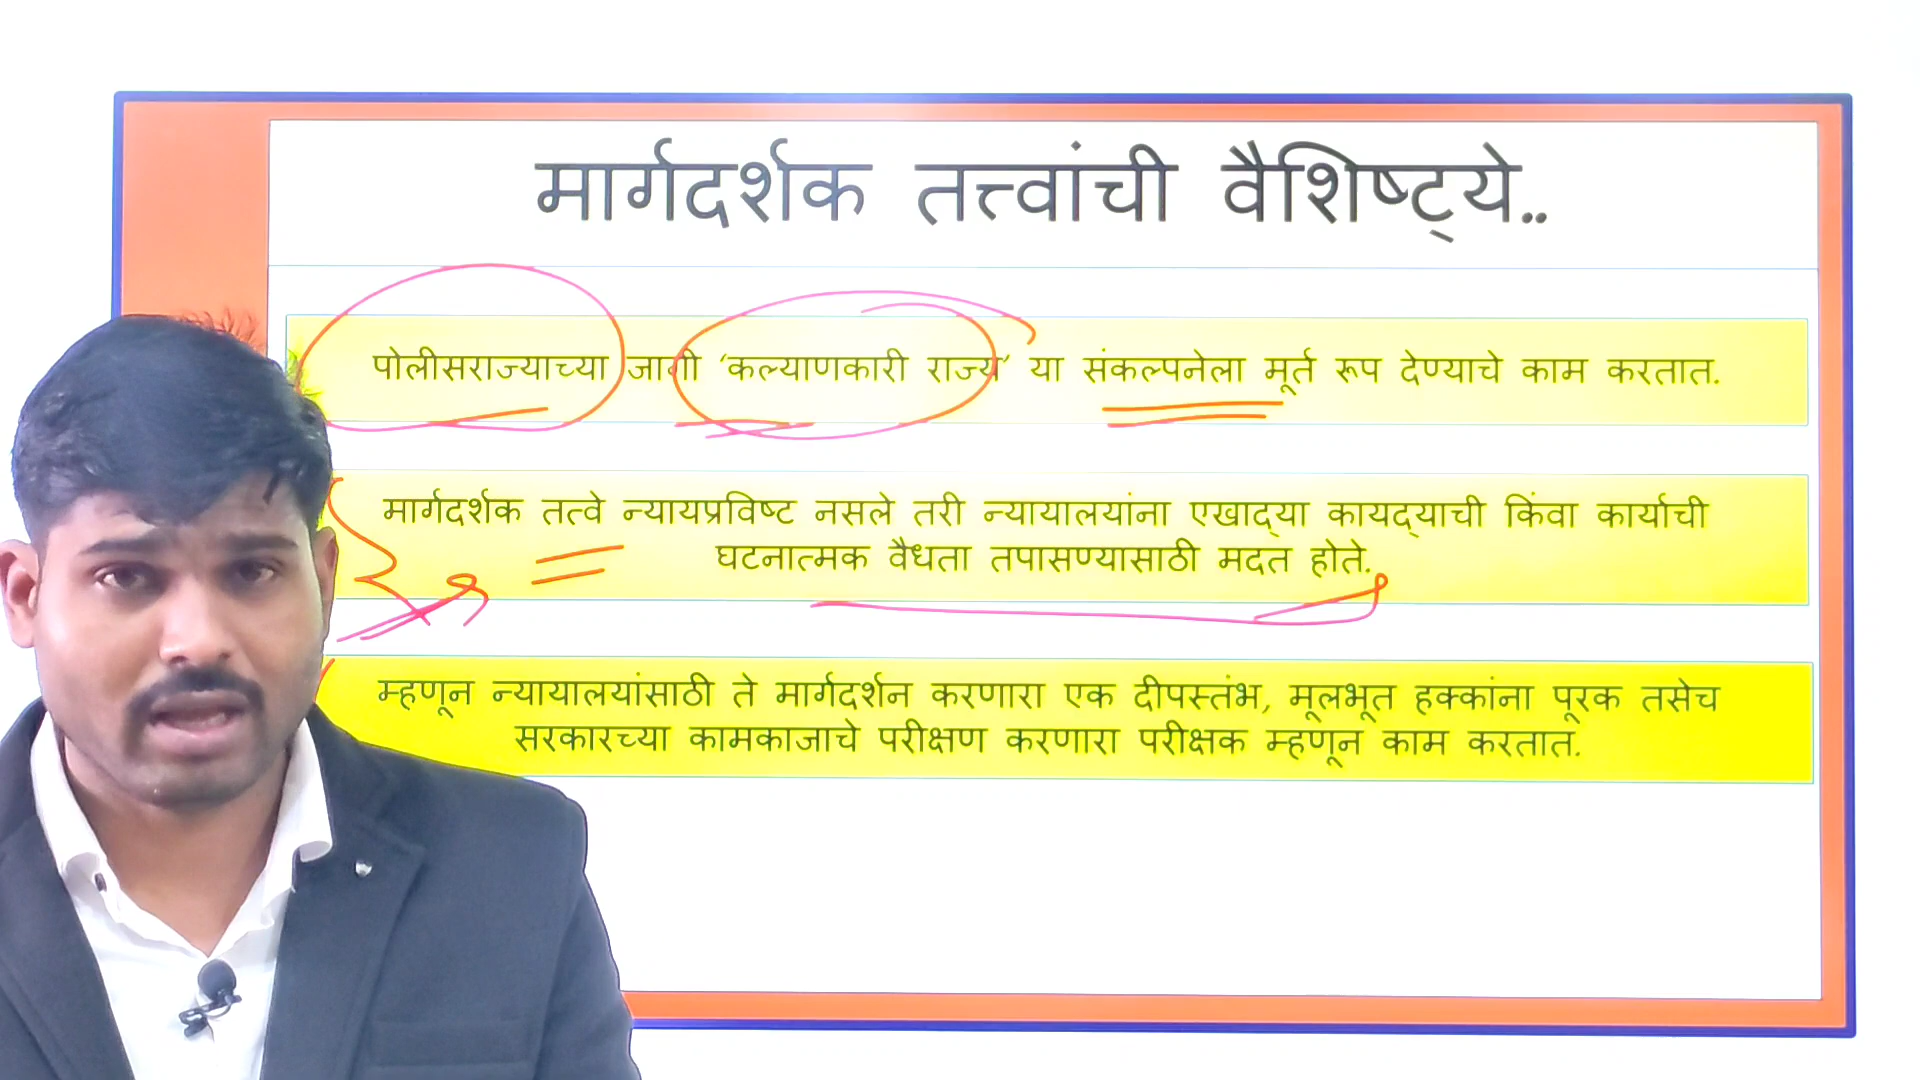 मार्गदर्शक तत्त्वांची वैशिष्ट्ये..
पोलीसराज्याच्या जागी ‘कल्याणकारी राज्य’ या संकल्पनेला मूर्त रूप देण्याचे काम करतात.
मार्गदर्शक तत्वे न्यायप्रविष्ट नसले तरी न्यायालयांना एखाद्‌या कायद्‌याची किंवा कार्याची
घटनात्मक वैधता तपासण्यासाठी मदत होते.
म्हणून न्यायालयांसाठी ते मार्गदर्शन करणारा एक दीपस्तंभ, मूलभूत हक्कांना पूरक तसेच
सरकारच्या कामकाजाचे परीक्षण करणारा परीक्षक म्हणून काम करतात.